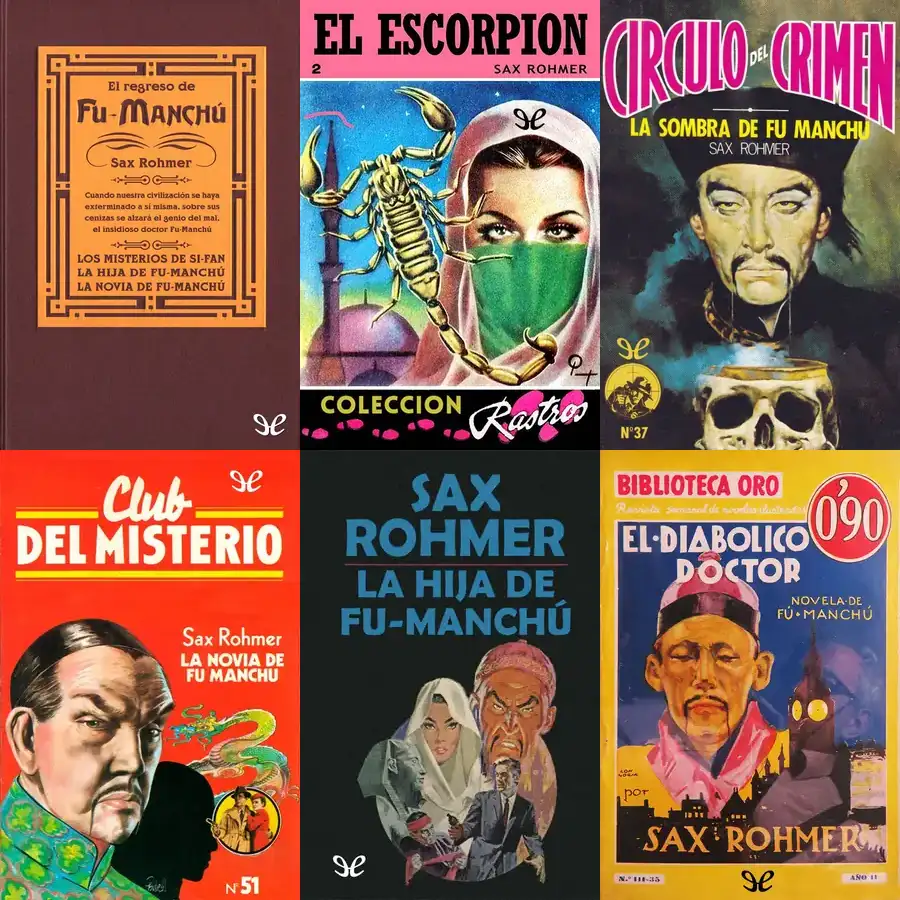 El regreso de
FU-MANCHÚ
Sax Rohmer
Cuando nuestra civilización se haya
exterminado a sí misma, sobre sus
cenizas se alzará el genio del mal,
el insidioso doctor Fu-Manchú
LOS MISTERIOS DE SI-FAN
LA HIJA DE FU-MANCHÚ
LA NOVIA DE FU-MANCHÚ
EL ESCORPION
2
SAX ROHMER
COLECCION
Rastros
CIRCULO DEL CRIMEN
LA SOMBRA DE FU MANCHU
SAX ROHMER
Nº37
Club
DEL MISTERIO
Sax Rohmer
LA NOVIA DE
FU MANCHU
Nº 51
SAX
ROHMER
LA HIJA DE
FU-MANCHÚ
BIBLIOTECA ORO
0'90
EL·DIABOLICO
DOCTOR
NOVELA·DE
FÚ·MANCHÚ
POR
SAX·ROHMER
N.º III-35
AÑO II